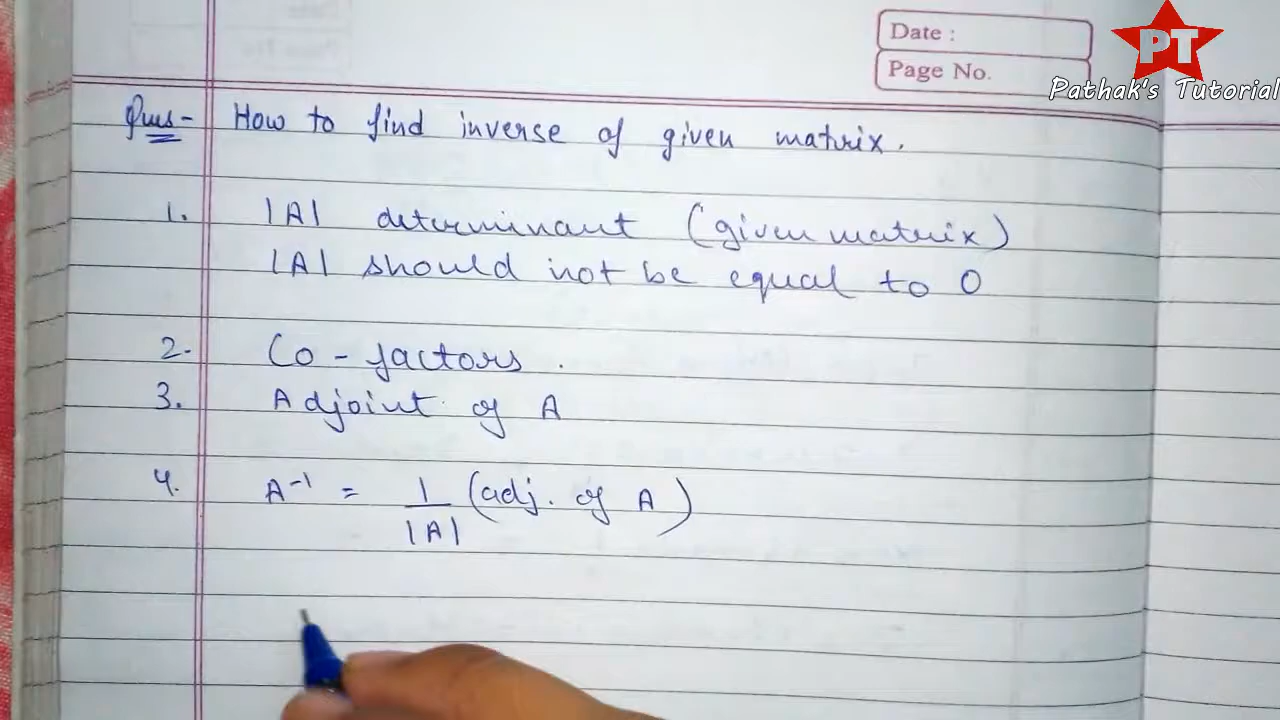 Date :
Page No.
PT
Pathak's Tutorial
Ques- How to find inverse of given matrix.
1. |A| determinant (given matrix)
|A| should not be equal to 0
2. Co-factors.
3. Adjoint of A
4. A⁻¹ = 1/|A| (adj. of A)